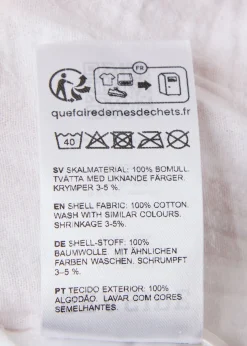 FR
quefairedemesdechets.fr
40
SV SKALMATERIAL: 100% BOMULL.
TVÄTTA MED LIKNANDE FÄRGER.
KRYMPER 3-5 %.
EN SHELL FABRIC: 100% COTTON.
WASH WITH SIMILAR COLOURS.
SHRINKAGE 3-5%.
DE SHELL-STOFF: 100%
BAUMWOLLE. MIT ÄHNLICHEN
FARBEN WASCHEN. SCHRUMPFT
3–5 %.
PT TECIDO EXTERIOR: 100%
ALGODÃO. LAVAR COM CORES
SEMELHANTES.